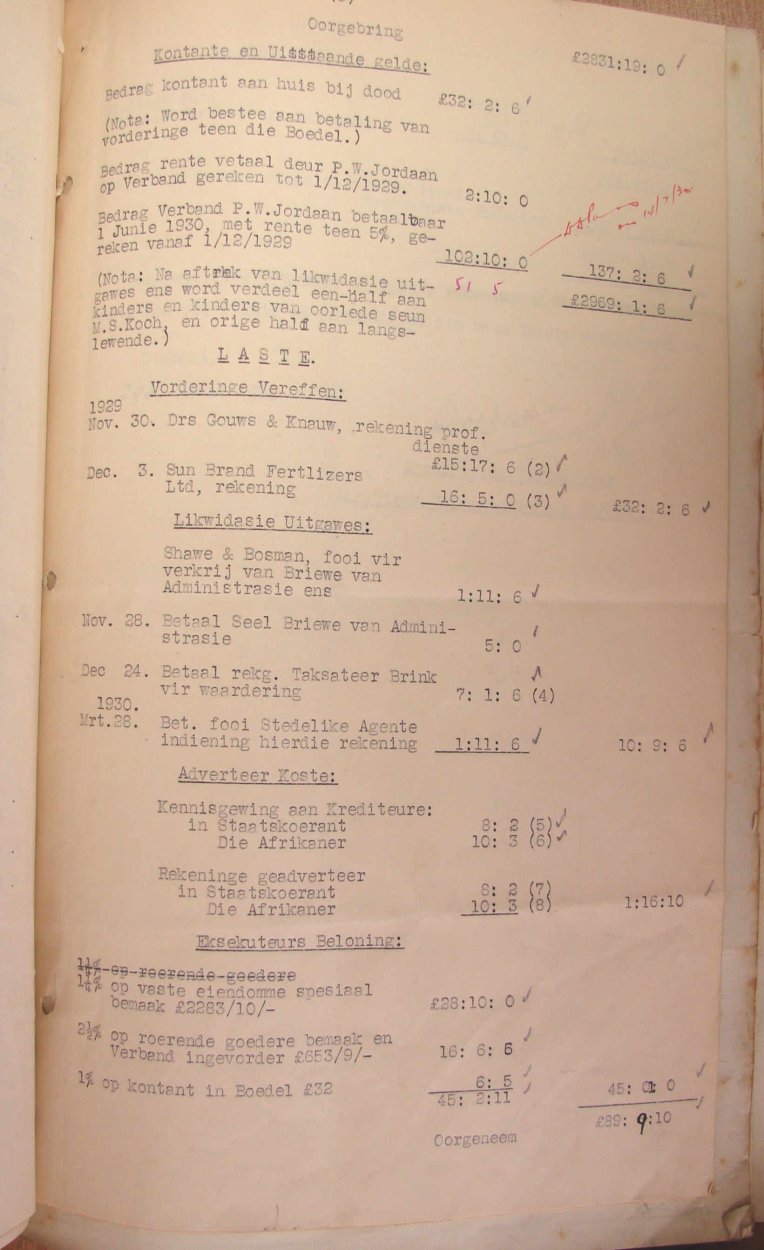 Oorgebring
Kontante en Ui$$$aande gelde: £2831:19: 0 ✓
Bedrag kontant aan huis bij dood £32: 2: 6 ✓
(Nota: Word bestee aan betaling van
vorderinge teen die Boedel.)
Bedrag rente vetaal deur P.W.Jordaan
op Verband gereken tot 1/12/1929. 2:10: 0
Bedrag Verband P.W.Jordaan betaalbaar
1 Junie 1930, met rente teen 5%, ge-
reken vanaf 1/12/1929 102:10: 0 137: 2: 6 ✓
(Nota: Na aftrek van likwidasie uit- 51 5
gawes ens word verdeel een-half aan £2969: 1: 6 ✓
kinders en kinders van oorlede seun
M.S.Koch, en orige half aan langs-
lewende.)
L A S T E.
Vorderinge Vereffen:
1929
Nov. 30. Drs Gouws & Knauw, rekening prof.
dienste
£15:17: 6 (2) ✓
Dec. 3. Sun Brand Fertlizers
Ltd, rekening 16: 5: 0 (3) ✓ £32: 2: 6 ✓
Likwidasie Uitgawes:
Shawe & Bosman, fooi vir
verkrij van Briewe van
Administrasie ens 1:11: 6 ✓
Nov. 28. Betaal Seel Briewe van Admini-
strasie 5: 0 ✓
Dec 24. Betaal rekg. Taksateer Brink
vir waardering 7: 1: 6 (4) ✓
1930.
Mrt.28. Bet. fooi Stedelike Agente
indiening hierdie rekening 1:11: 6 ✓ 10: 9: 6 ✓
Adverteer Koste:
Kennisgewing aan Krediteure:
in Staatskoerant 8: 2 (5) ✓
Die Afrikaner 10: 3 (6) ✓
Rekeninge geadverteer
in Staatskoerant 8: 2 (7)
Die Afrikaner 10: 3 (8) 1:16:10 ✓
Eksekuteurs Beloning:
1¼%-op-roerende-goedere
1¼% op vaste eiendomme spesiaal
bemaak £2283/10/- £28:10: 0 ✓
2½% op roerende goedere bemaak en
Verband ingevorder £653/9/- 16: 6: 6 ✓
1% op kontant in Boedel £32 6: 5 ✓ 45: 0: 0 ✓
45: 2:11 ✓
£89: 9:10 ✓
Oorgeneem